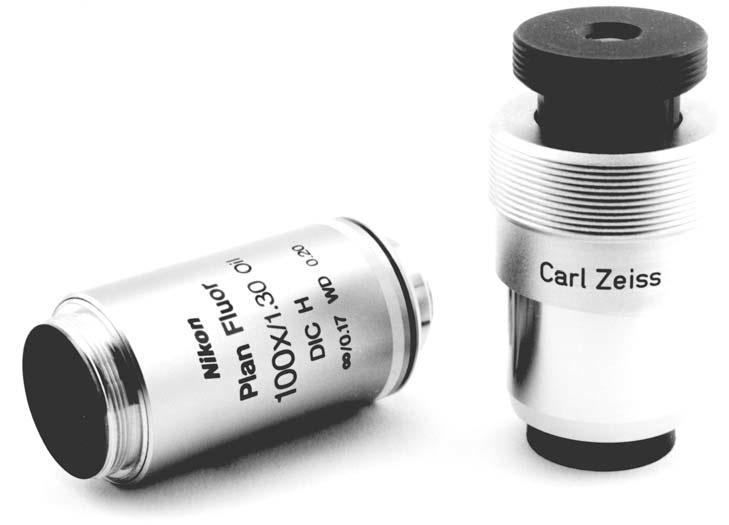 Nikon
Plan Fluor
100X/1.30 Oil
DIC H
∞/0.17 WD 0.20
Carl Zeiss